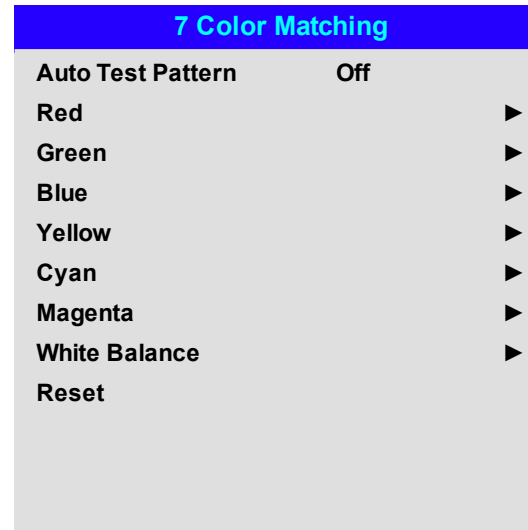 7 Color Matching
Auto Test Pattern Off
Red ►
Green ►
Blue ►
Yellow ►
Cyan ►
Magenta ►
White Balance ►
Reset